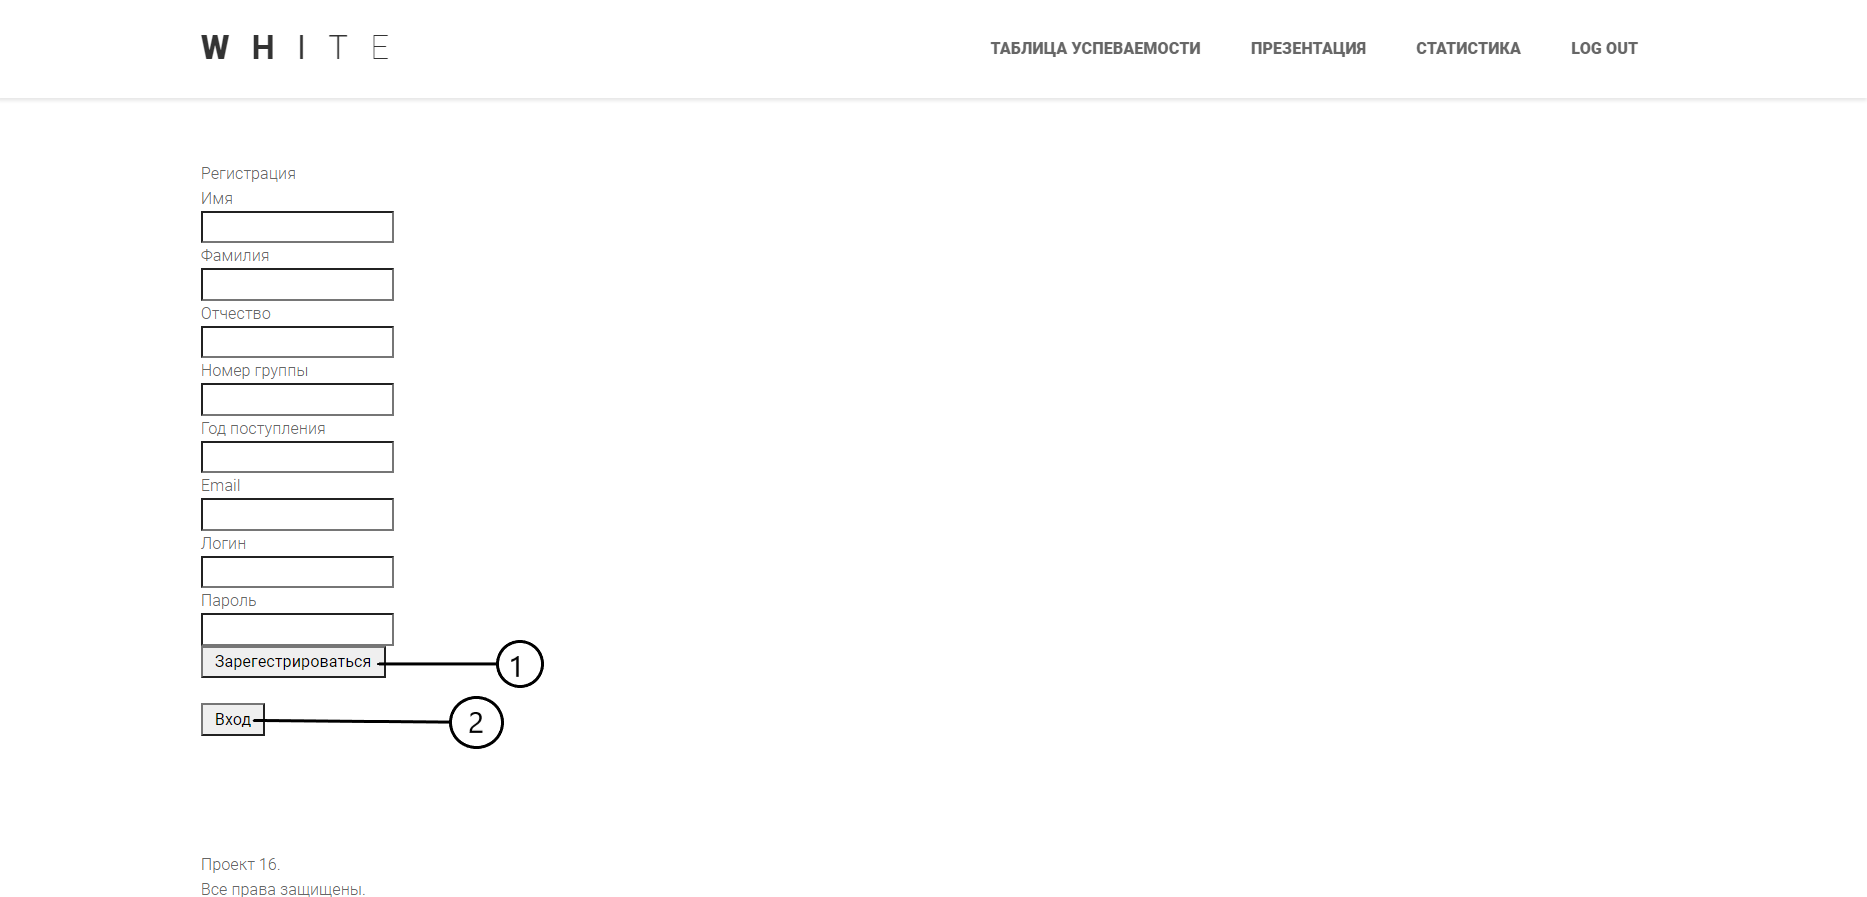 WHITE
ТАБЛИЦА УСПЕВАЕМОСТИ ПРЕЗЕНТАЦИЯ СТАТИСТИКА LOG OUT
Регистрация
Имя
Фамилия
Отчество
Номер группы
Год поступления
Email
Логин
Пароль
Зарегестрироваться 1
Вход 2
Проект 16.
Все права защищены.